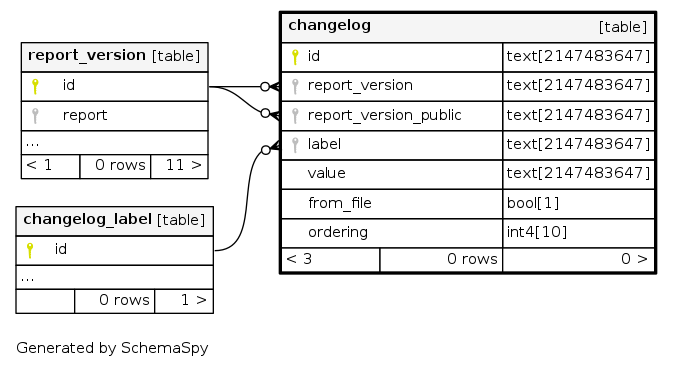 changelog [table]
id text[2147483647]
report_version text[2147483647]
report_version_public text[2147483647]
label text[2147483647]
value text[2147483647]
from_file bool[1]
ordering int4[10]
< 3 0 rows 0 >
report_version [table]
id
report
...
< 1 0 rows 11 >
changelog_label [table]
id
...
0 rows 1 >
Generated by SchemaSpy